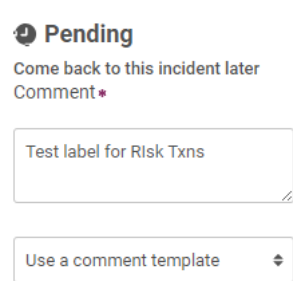 Pending
Come back to this incident later
Comment *
Test label for RIsk Txns
Use a comment template